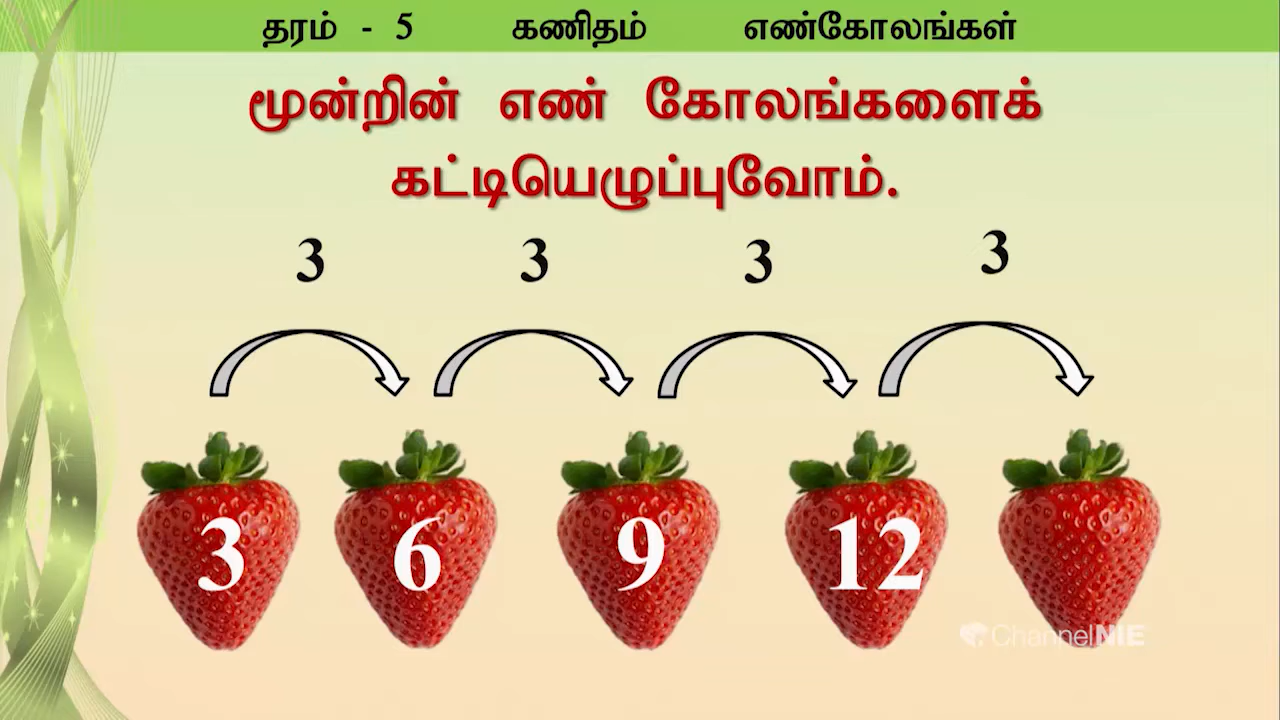 தரம் - 5 கணிதம் எண்கோலங்கள்
மூன்றின் எண் கோலங்களைக்
கட்டியெழுப்புவோம்.
3 3 3 3
3 6 9 12
ChannelNIE